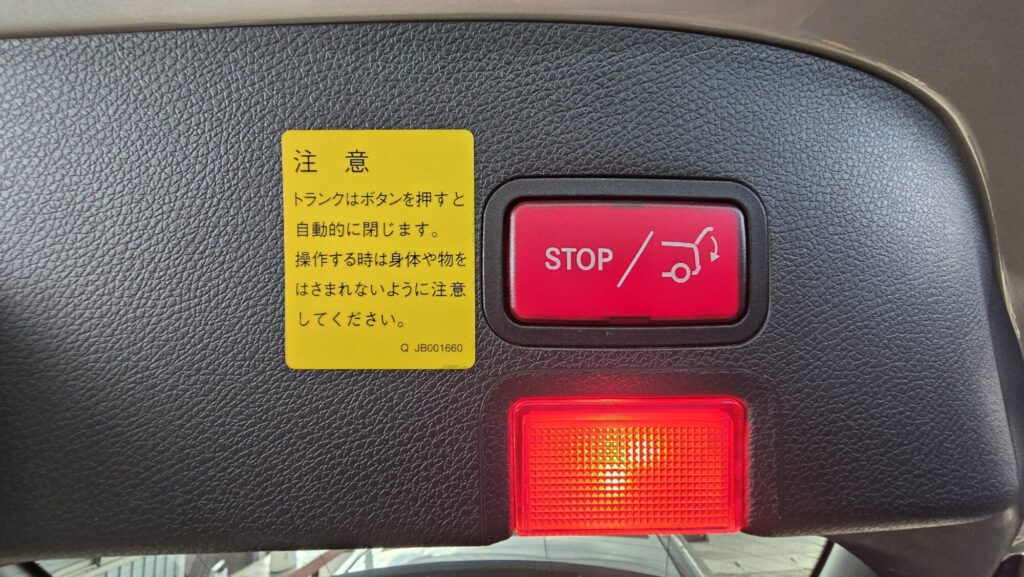 注 意
トランクはボタンを押すと
自動的に閉じます。
操作する時は身体や物を
はさまれないように注意
してください。
Q JB001660
STOP